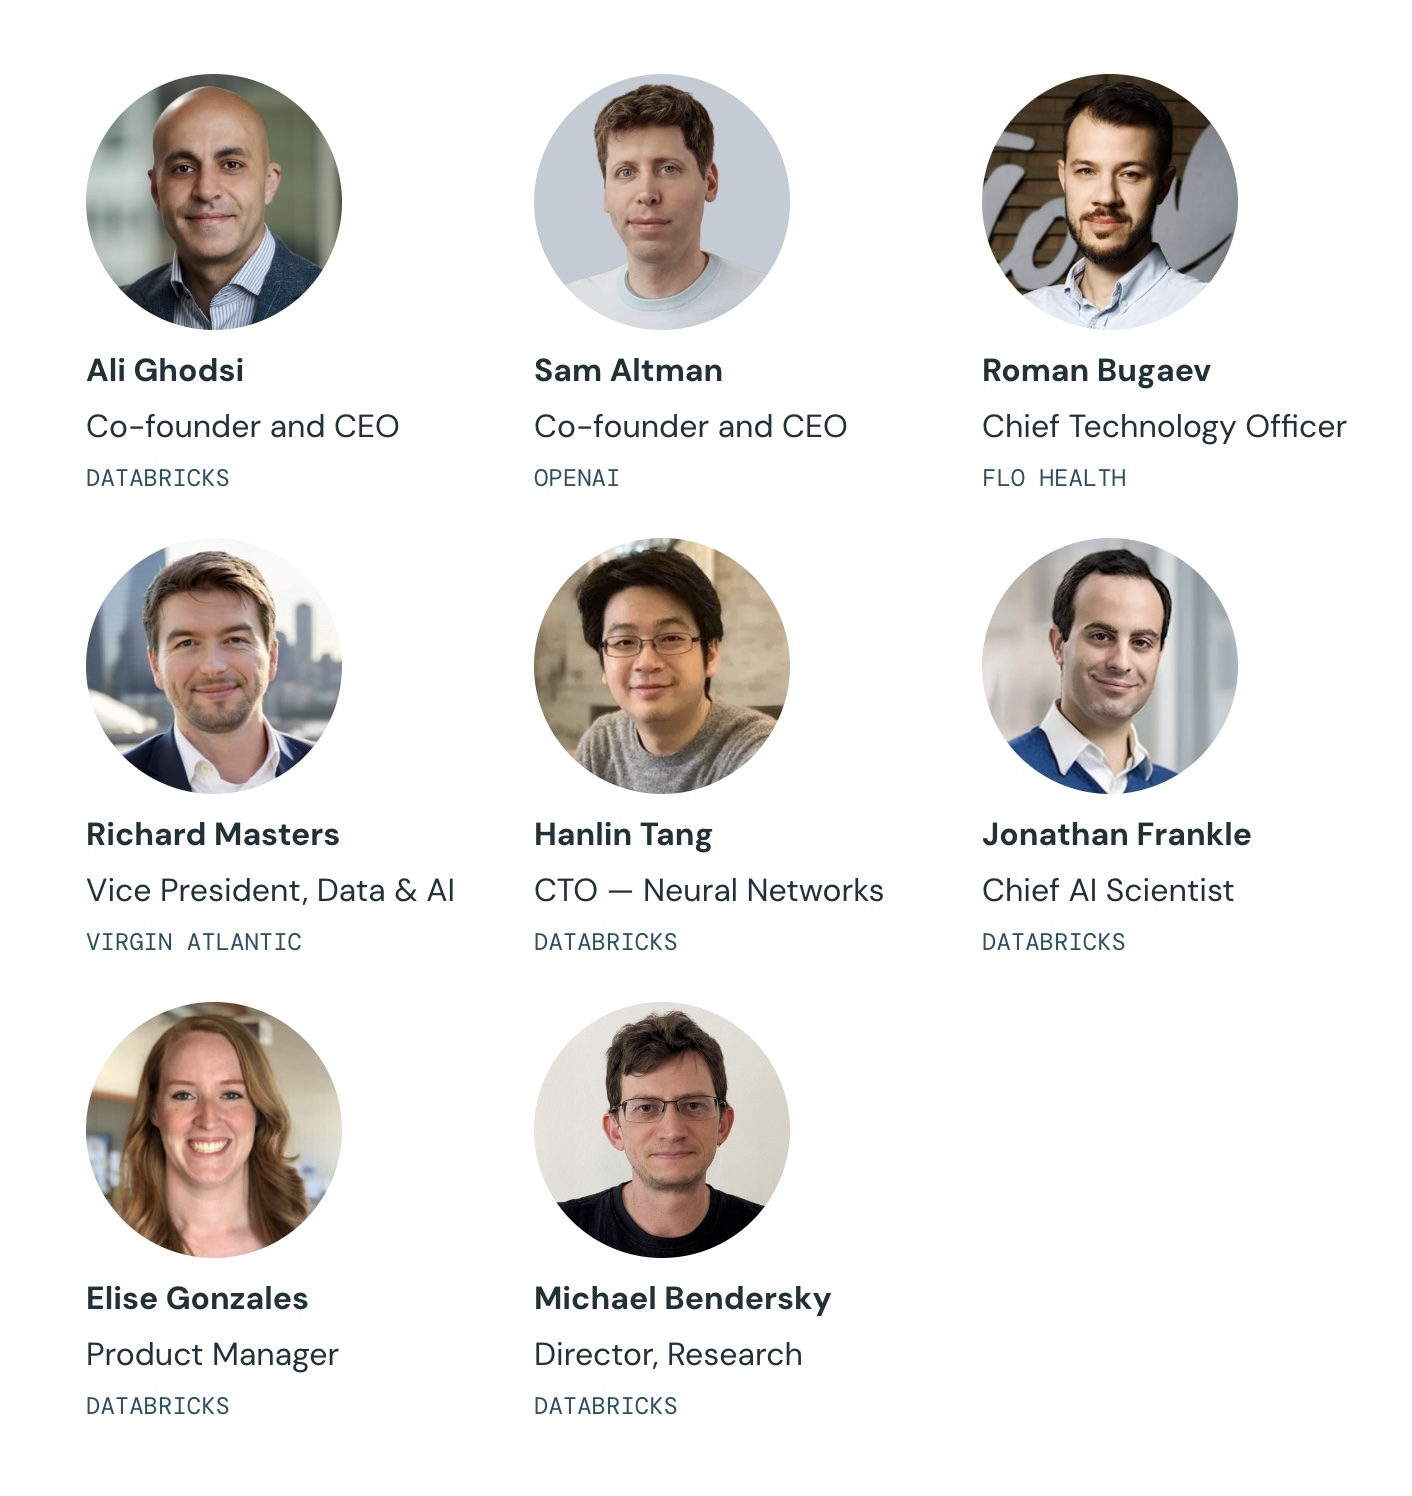 Ali Ghodsi
Co-founder and CEO
DATABRICKS
Sam Altman
Co-founder and CEO
OPENAI
Roman Bugaev
Chief Technology Officer
FLO HEALTH
Richard Masters
Vice President, Data & AI
VIRGIN ATLANTIC
Hanlin Tang
CTO — Neural Networks
DATABRICKS
Jonathan Frankle
Chief AI Scientist
DATABRICKS
Elise Gonzales
Product Manager
DATABRICKS
Michael Bendersky
Director, Research
DATABRICKS